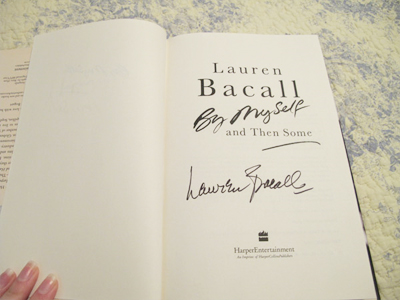 Lauren
Bacall
By Myself
and Then Some
Lauren Bacall
HarperEntertainment
An Imprint of HarperCollinsPublishers